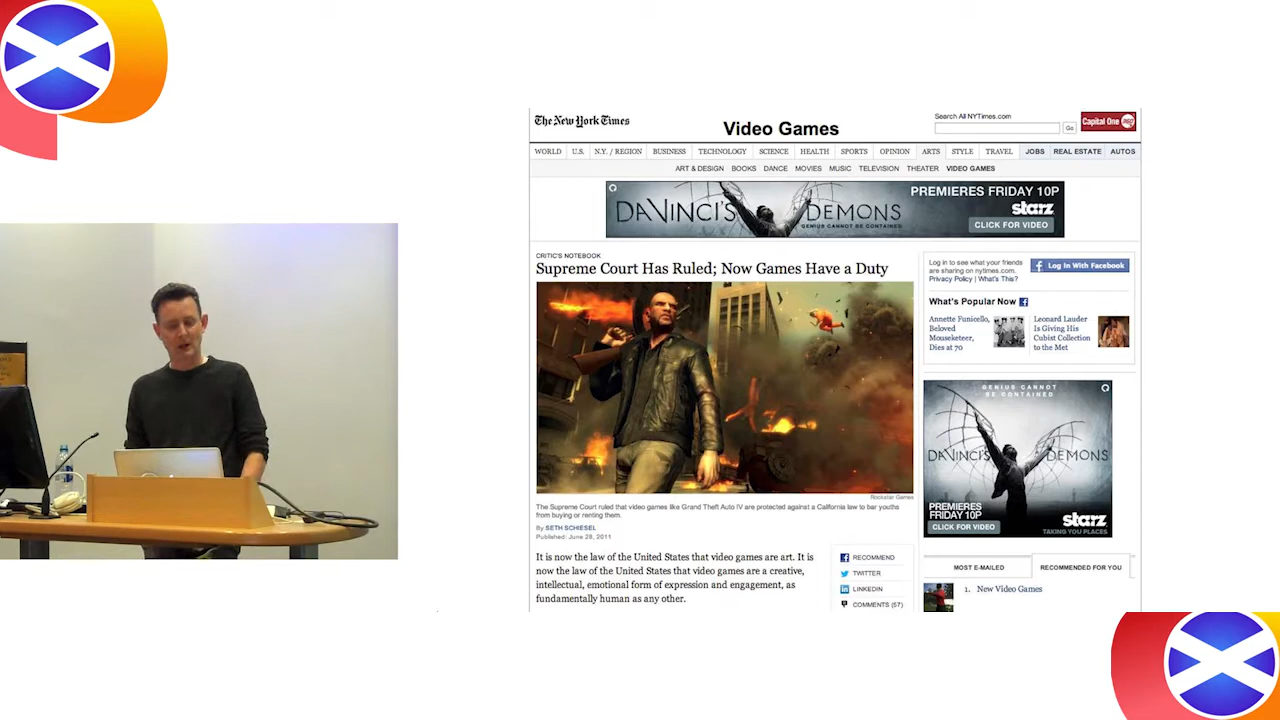 The New York Times
Video Games
Search All NYTimes.com
Go
Capital One 360
WORLD U.S. N.Y. / REGION BUSINESS TECHNOLOGY SCIENCE HEALTH SPORTS OPINION ARTS STYLE TRAVEL JOBS REAL ESTATE AUTOS
ART & DESIGN BOOKS DANCE MOVIES MUSIC TELEVISION THEATER VIDEO GAMES
DAVINCI'S DEMONS
GENIUS CANNOT BE CONTAINED
PREMIERES FRIDAY 10P
starz
CLICK FOR VIDEO
CRITIC'S NOTEBOOK
Supreme Court Has Ruled; Now Games Have a Duty
Rockstar Games
The Supreme Court ruled that video games like Grand Theft Auto IV are protected against a California law to bar youths
from buying or renting them.
By SETH SCHIESEL
Published: June 28, 2011
It is now the law of the United States that video games are art. It is
now the law of the United States that video games are a creative,
intellectual, emotional form of expression and engagement, as
fundamentally human as any other.
RECOMMEND
TWITTER
LINKEDIN
COMMENTS (57)
Log in to see what your friends
are sharing on nytimes.com.
Privacy Policy | What's This?
Log In With Facebook
What's Popular Now
Annette Funicello,
Beloved
Mouseketeer,
Dies at 70
Leonard Lauder
Is Giving His
Cubist Collection
to the Met
GENIUS CANNOT
BE CONTAINED
DAVINCI'S DEMONS
PREMIERES
FRIDAY 10P
CLICK FOR VIDEO
starz
TAKING YOU PLACES
MOST E-MAILED
RECOMMENDED FOR YOU
1. New Video Games